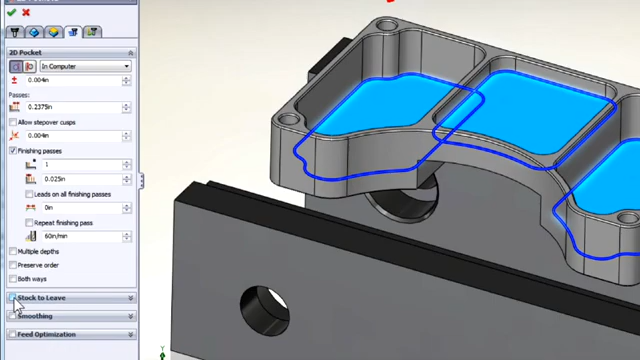 2D Pocket
In Computer
0.004in
Passes:
0.2375in
Allow stepover cusps
0.004in
Finishing passes
1
0.025in
Leads on all finishing passes
0in
Repeat finishing pass
60in/min
Multiple depths
Preserve order
Both ways
Stock to Leave
Smoothing
Feed Optimization